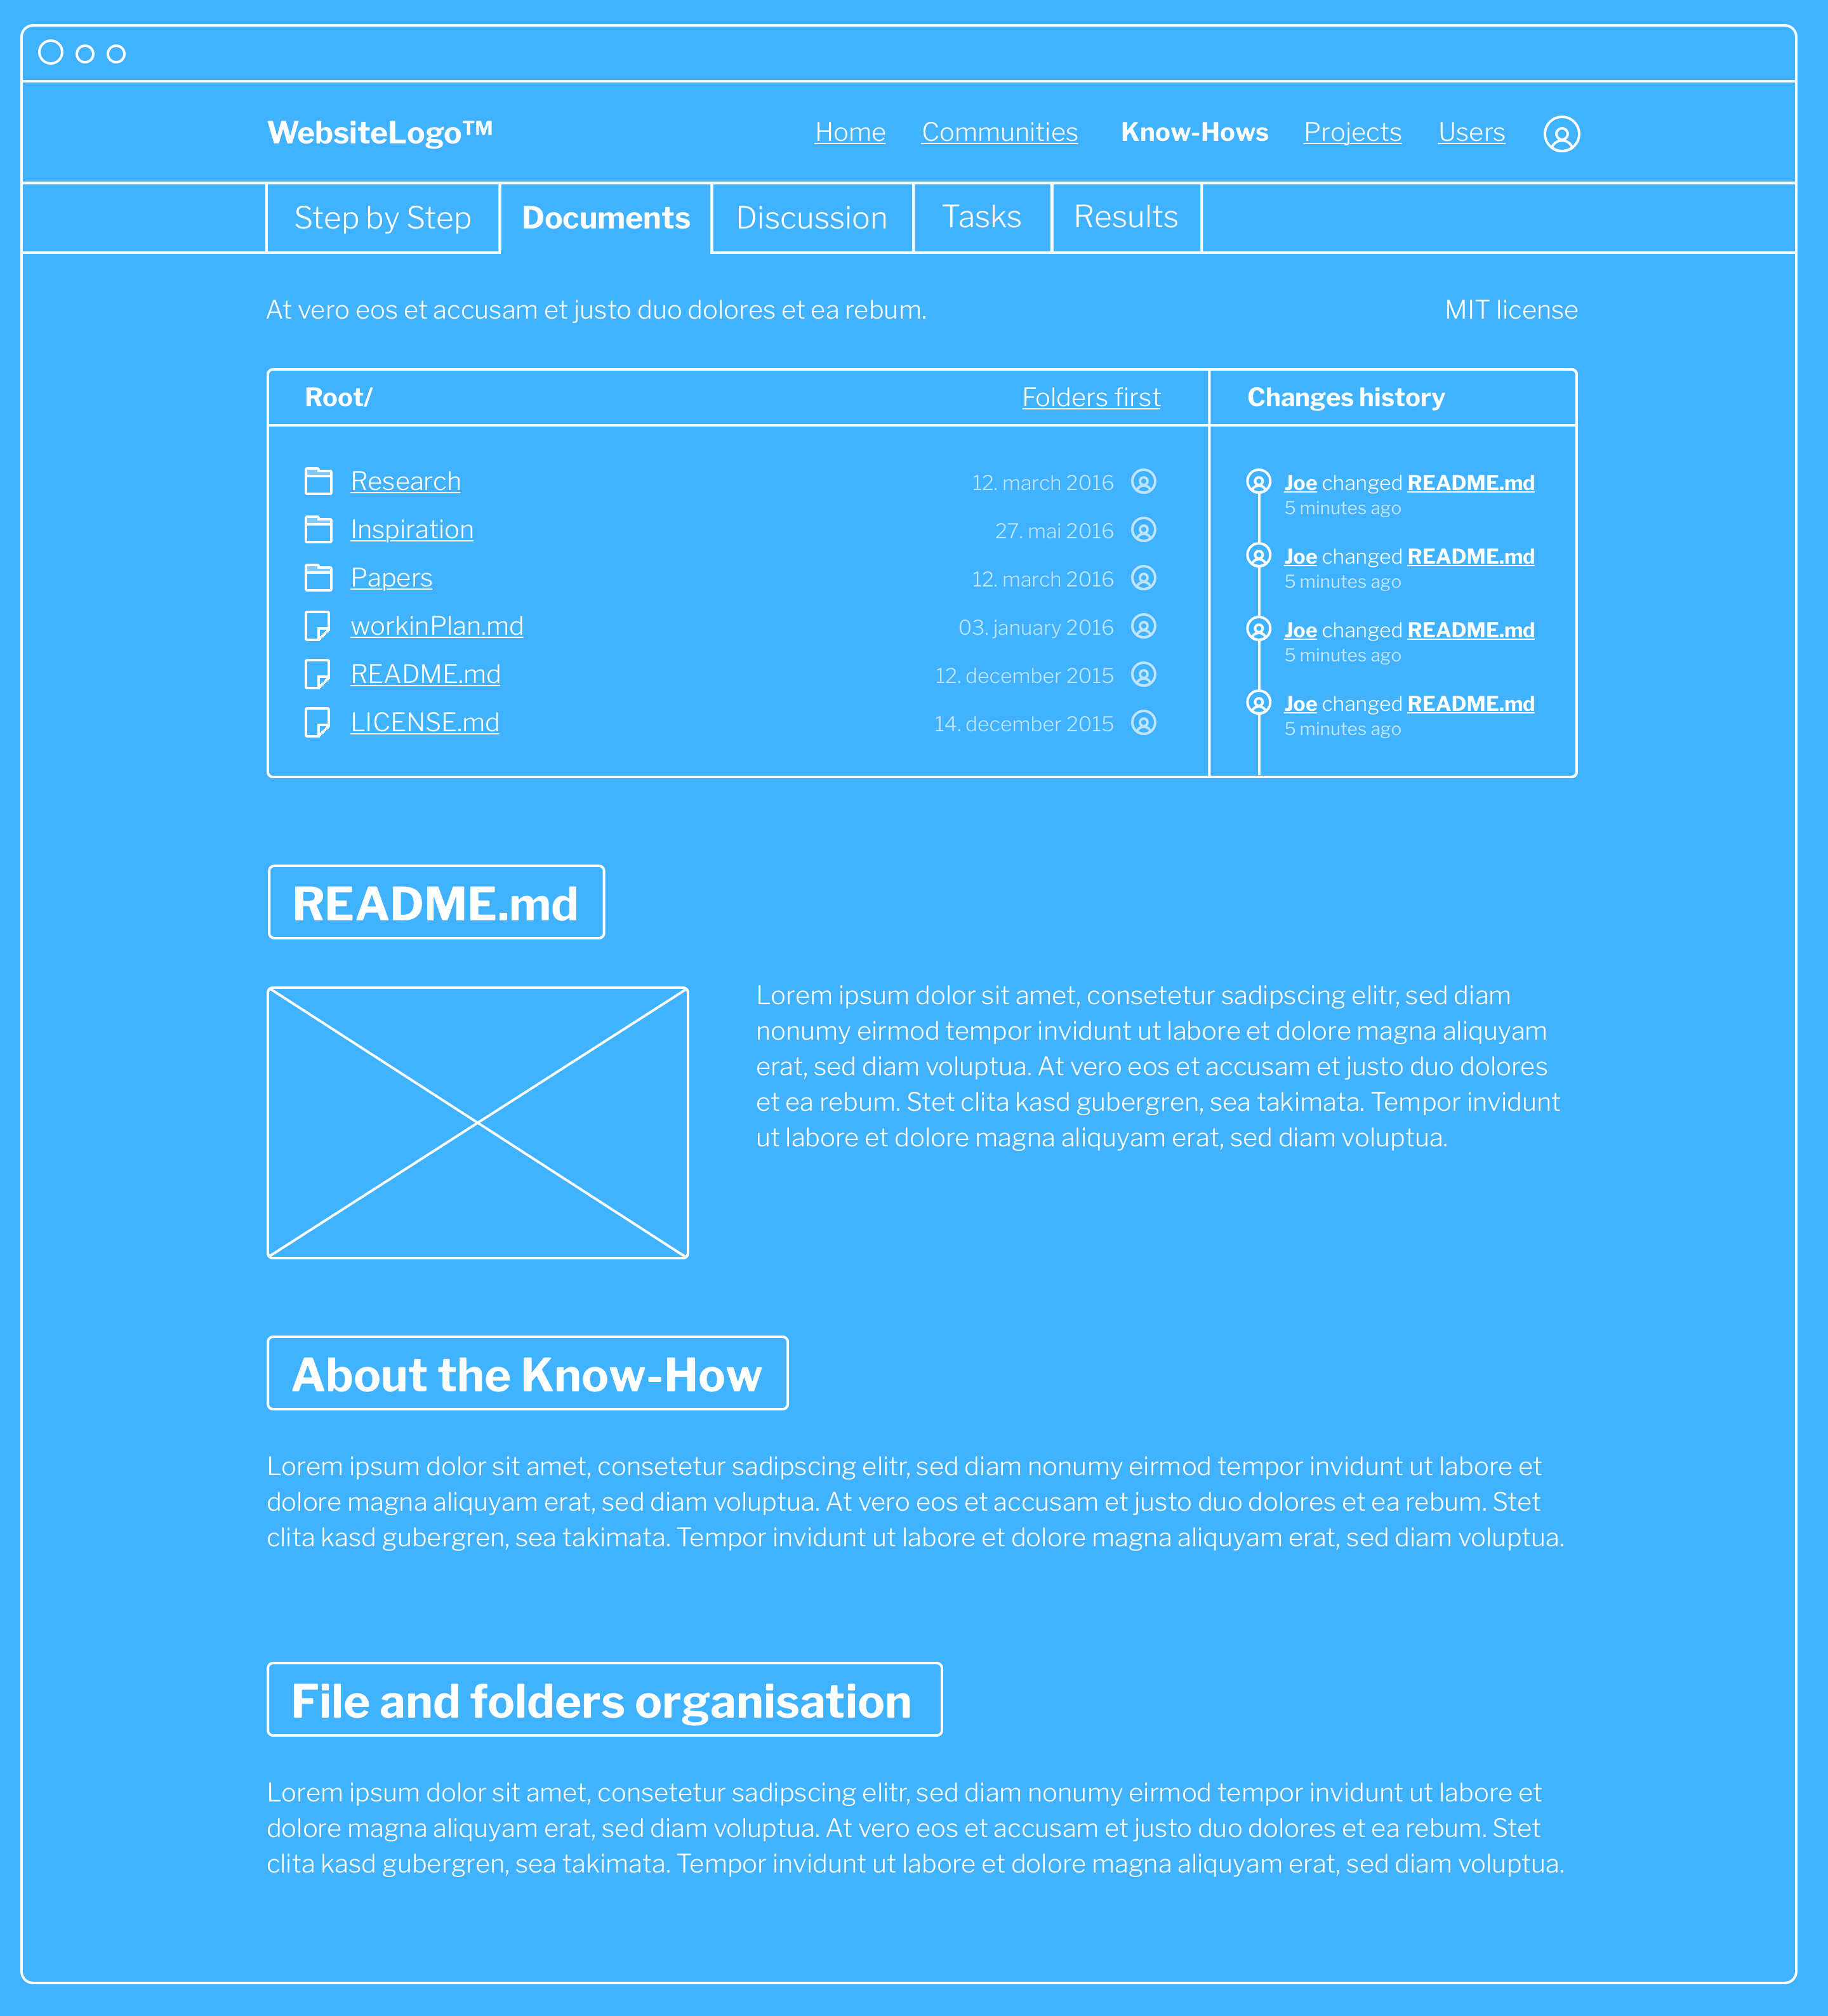 WebsiteLogo™
Home Communities Know-Hows Projects Users
Step by Step Documents Discussion Tasks Results
At vero eos et accusam et justo duo dolores et ea rebum. MIT license
Root/ Folders first
Research 12. march 2016
Inspiration 27. mai 2016
Papers 12. march 2016
workinPlan.md 03. january 2016
README.md 12. december 2015
LICENSE.md 14. december 2015
Changes history
Joe changed README.md
5 minutes ago
Joe changed README.md
5 minutes ago
Joe changed README.md
5 minutes ago
Joe changed README.md
5 minutes ago
README.md
Lorem ipsum dolor sit amet, consetetur sadipscing elitr, sed diam
nonumy eirmod tempor invidunt ut labore et dolore magna aliquyam
erat, sed diam voluptua. At vero eos et accusam et justo duo dolores
et ea rebum. Stet clita kasd gubergren, sea takimata. Tempor invidunt
ut labore et dolore magna aliquyam erat, sed diam voluptua.
About the Know-How
Lorem ipsum dolor sit amet, consetetur sadipscing elitr, sed diam nonumy eirmod tempor invidunt ut labore et
dolore magna aliquyam erat, sed diam voluptua. At vero eos et accusam et justo duo dolores et ea rebum. Stet
clita kasd gubergren, sea takimata. Tempor invidunt ut labore et dolore magna aliquyam erat, sed diam voluptua.
File and folders organisation
Lorem ipsum dolor sit amet, consetetur sadipscing elitr, sed diam nonumy eirmod tempor invidunt ut labore et
dolore magna aliquyam erat, sed diam voluptua. At vero eos et accusam et justo duo dolores et ea rebum. Stet
clita kasd gubergren, sea takimata. Tempor invidunt ut labore et dolore magna aliquyam erat, sed diam voluptua.